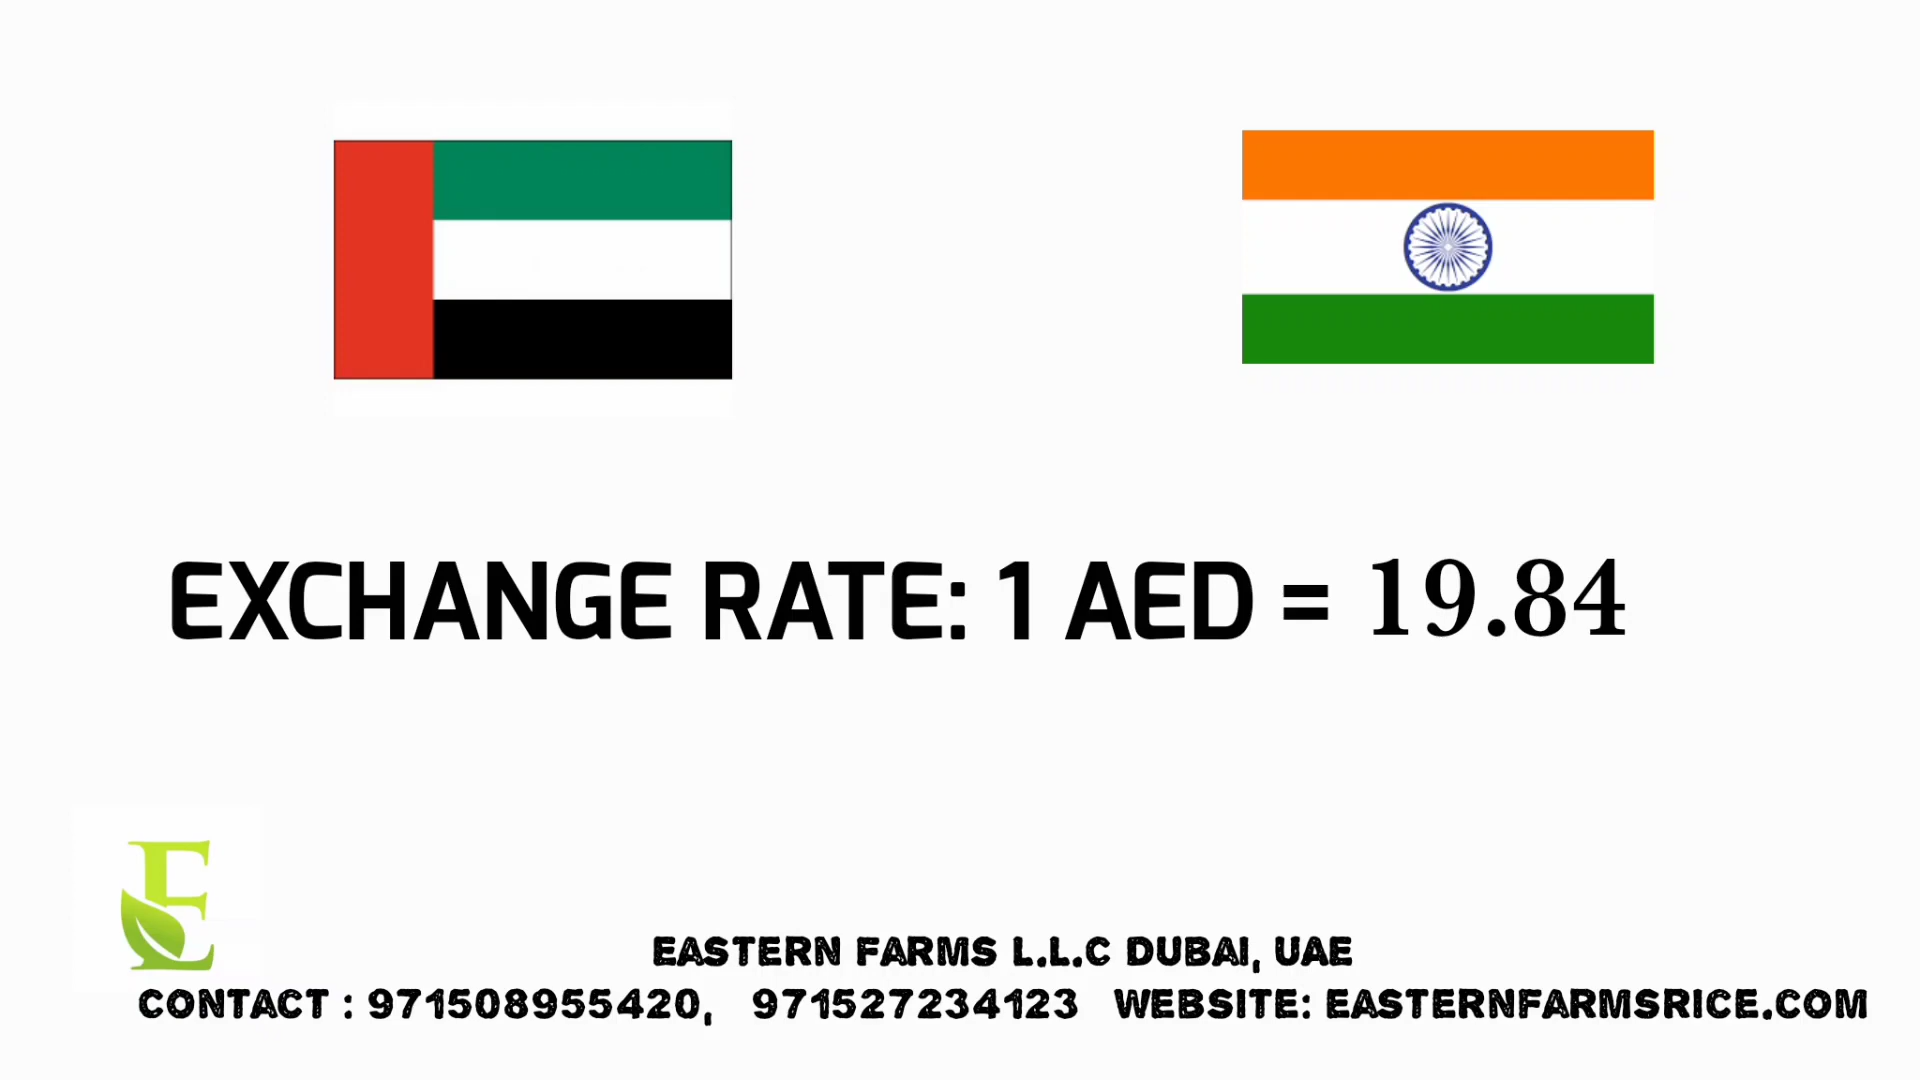 EXCHANGE RATE: 1 AED = 19.84
E
EASTERN FARMS L.L.C DUBAI, UAE
CONTACT : 971508955420, 971527234123 WEBSITE: EASTERNFARMSRICE.COM